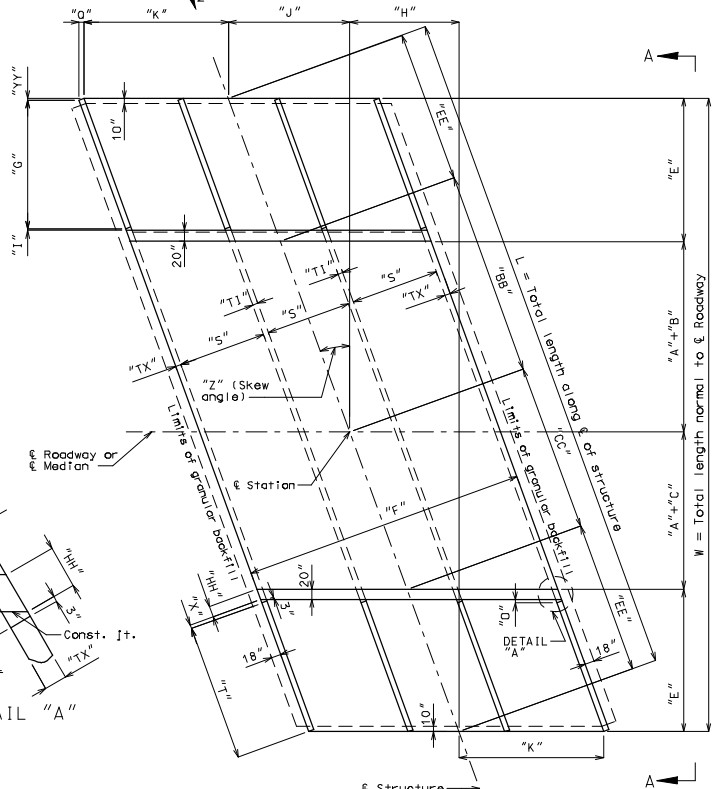 "Q"
"K"
"J"
"H"
A
"YY"
10"
"EE"
"G"
"E"
"I"
20"
"TI"
"TI"
"S"
"S"
"S"
"TX"
"TX"
"BB"
L = Total length along ℄ of structure
"A"+"B"
W = Total length normal to ℄ Roadway
"Z" (Skew
angle)
Limits of granular backfill
Limits of granular backfill
℄ Roadway or
℄ Median
℄ Station
"CC"
"F"
"A"+"C"
"HH"
3"
Const. Jt.
"TX"
AIL "A"
"HH"
"X"
3"
20"
"O"
DETAIL
"A"
"EE"
18"
18"
"T"
10"
"K"
"E"
A
℄ Structure